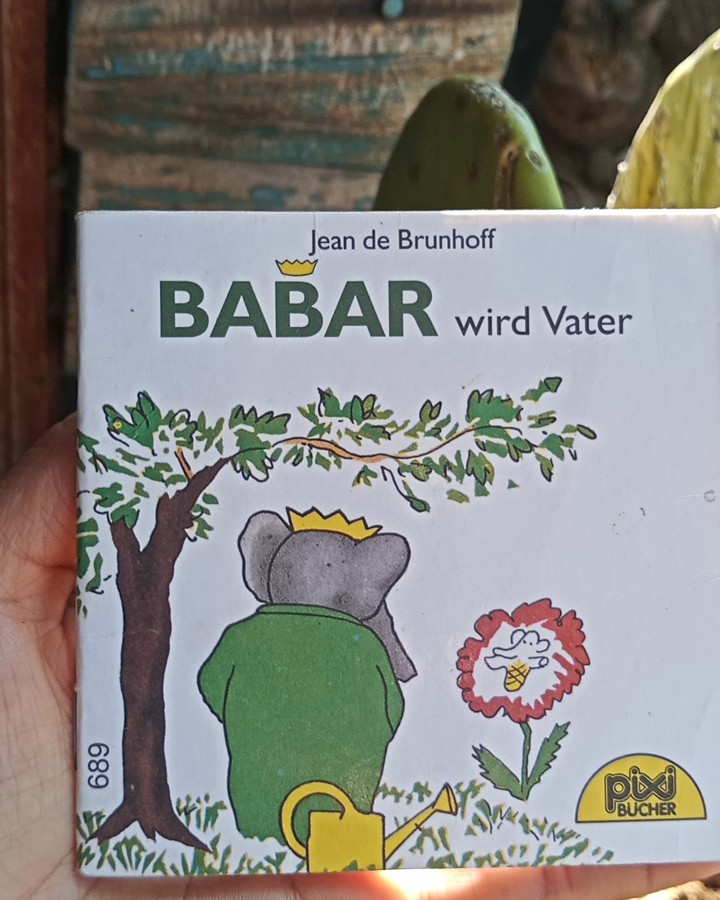 Jean de Brunhoff
BABAR wird Vater
689
pixi
BÜCHER